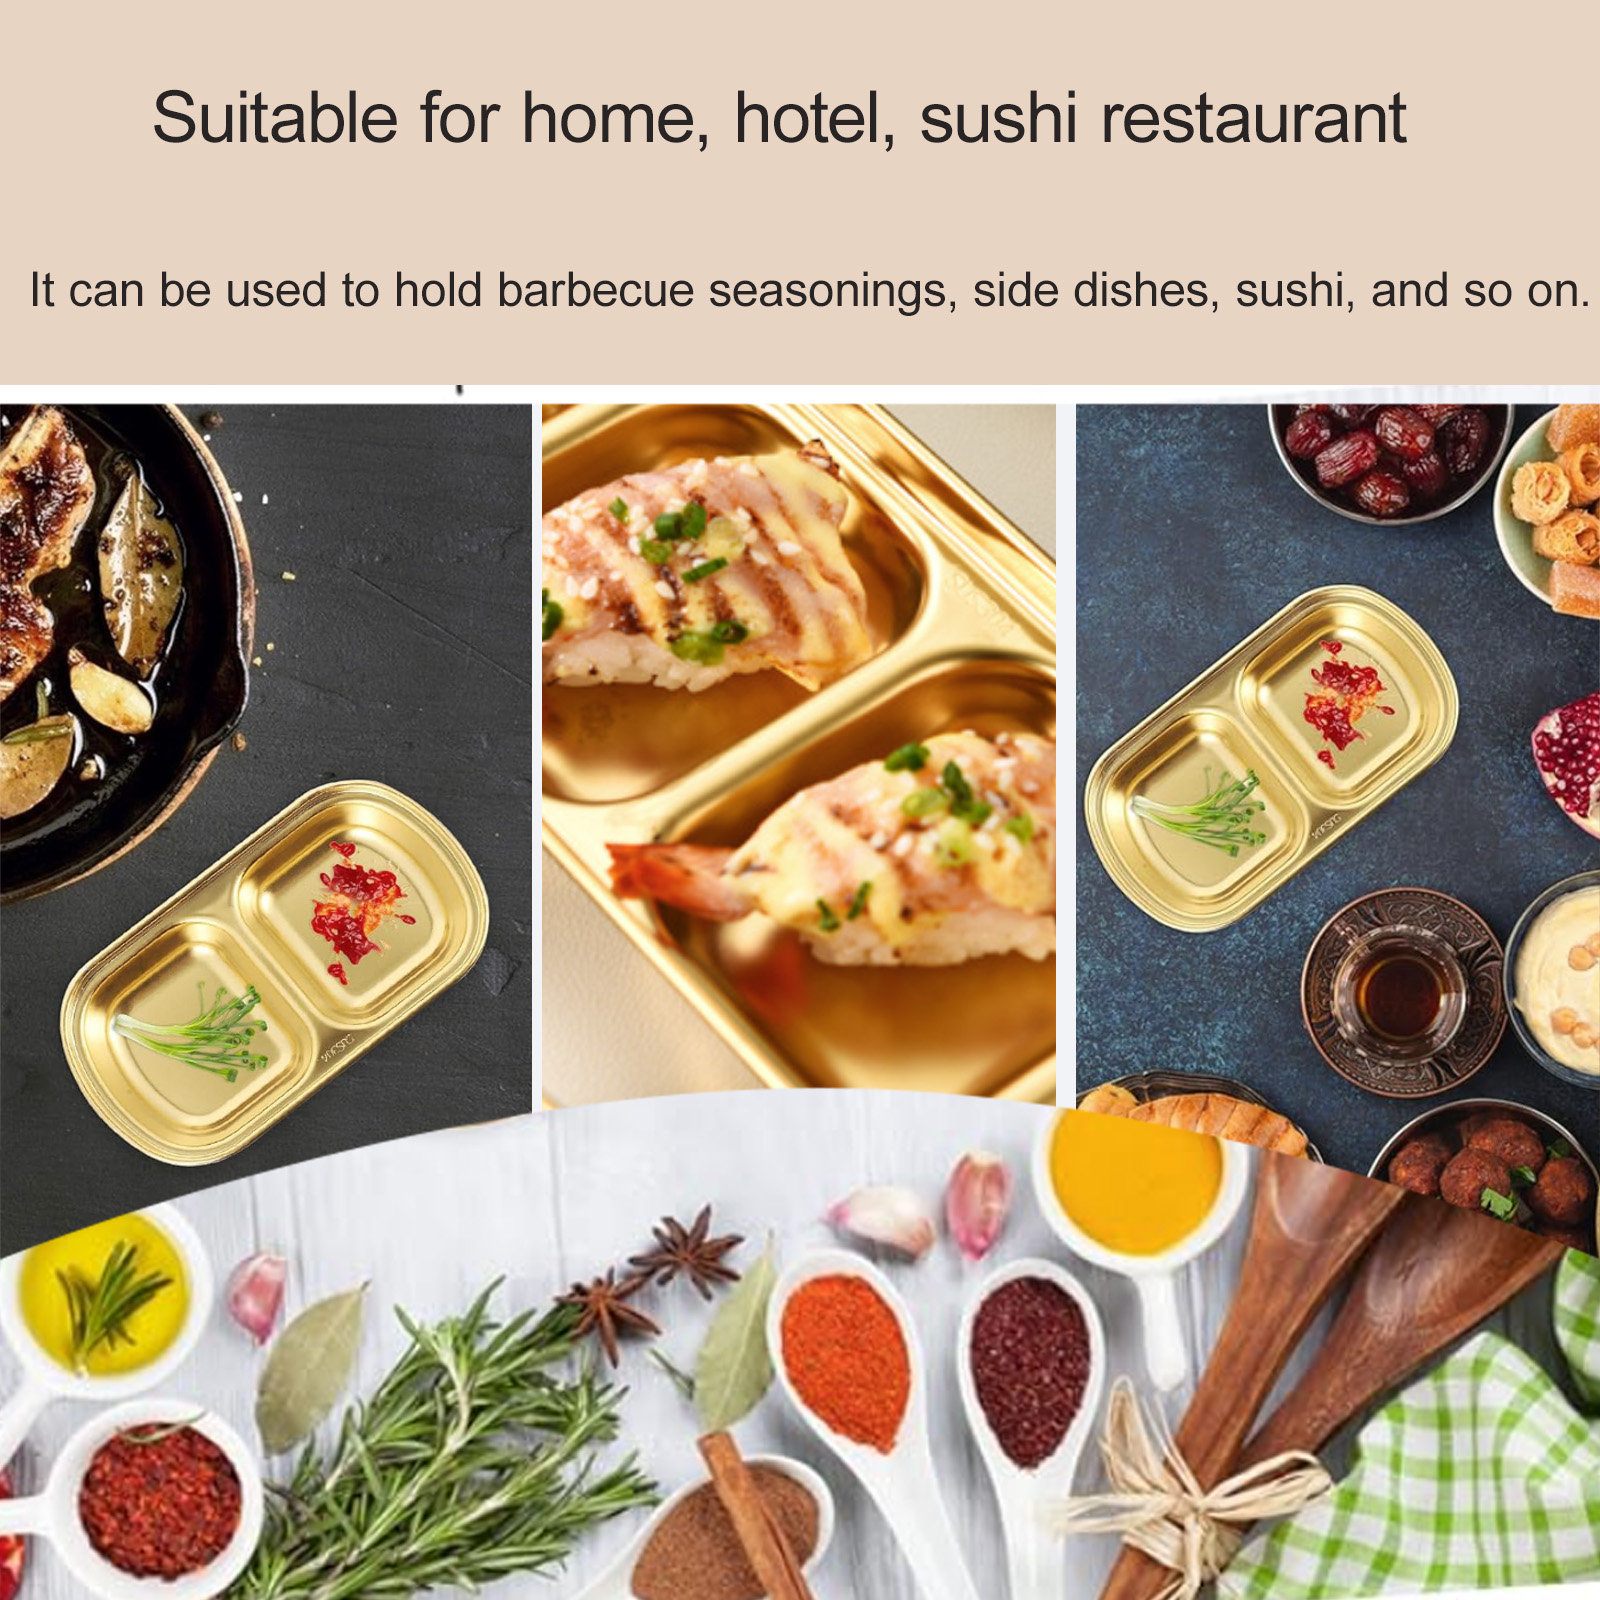 Suitable for home, hotel, sushi restaurant
It can be used to hold barbecue seasonings, side dishes, sushi, and so on.